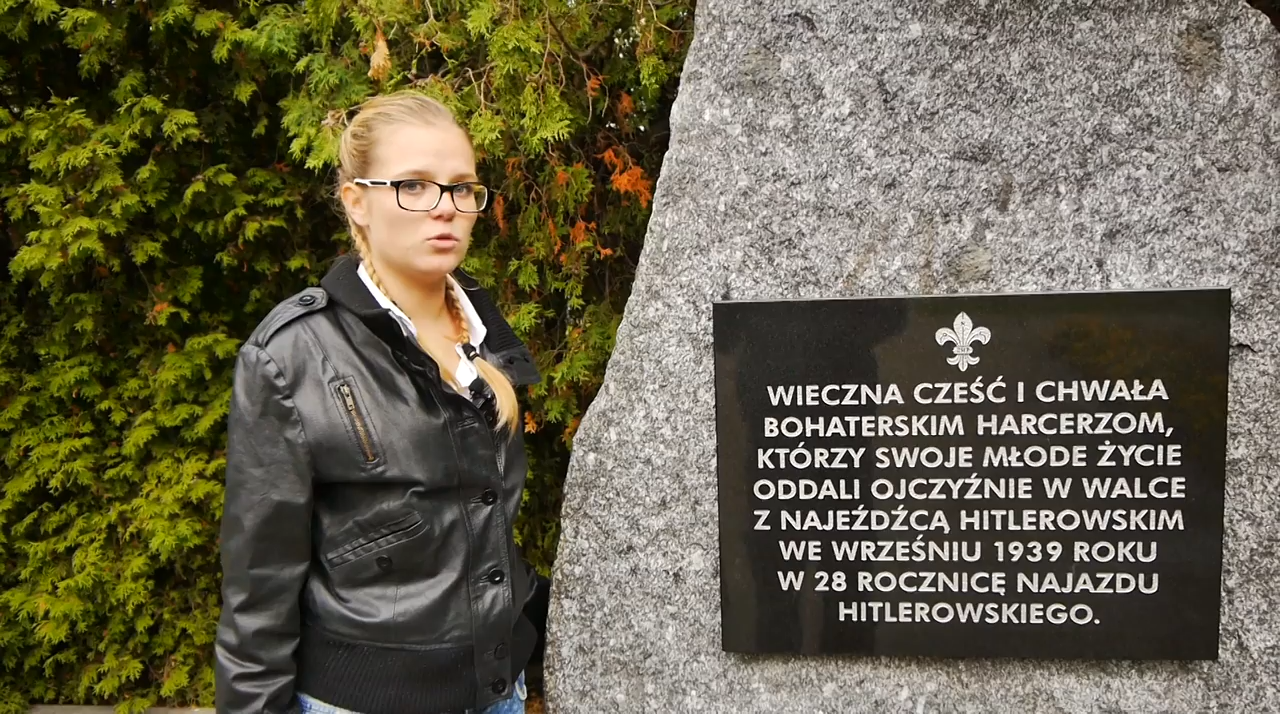 WIECZNA CZEŚĆ I CHWAŁA
BOHATERSKIM HARCERZOM,
KTÓRZY SWOJE MŁODE ŻYCIE
ODDALI OJCZYŹNIE W WALCE
Z NAJEŹDŹCĄ HITLEROWSKIM
WE WRZEŚNIU 1939 ROKU
W 28 ROCZNICĘ NAJAZDU
HITLEROWSKIEGO.